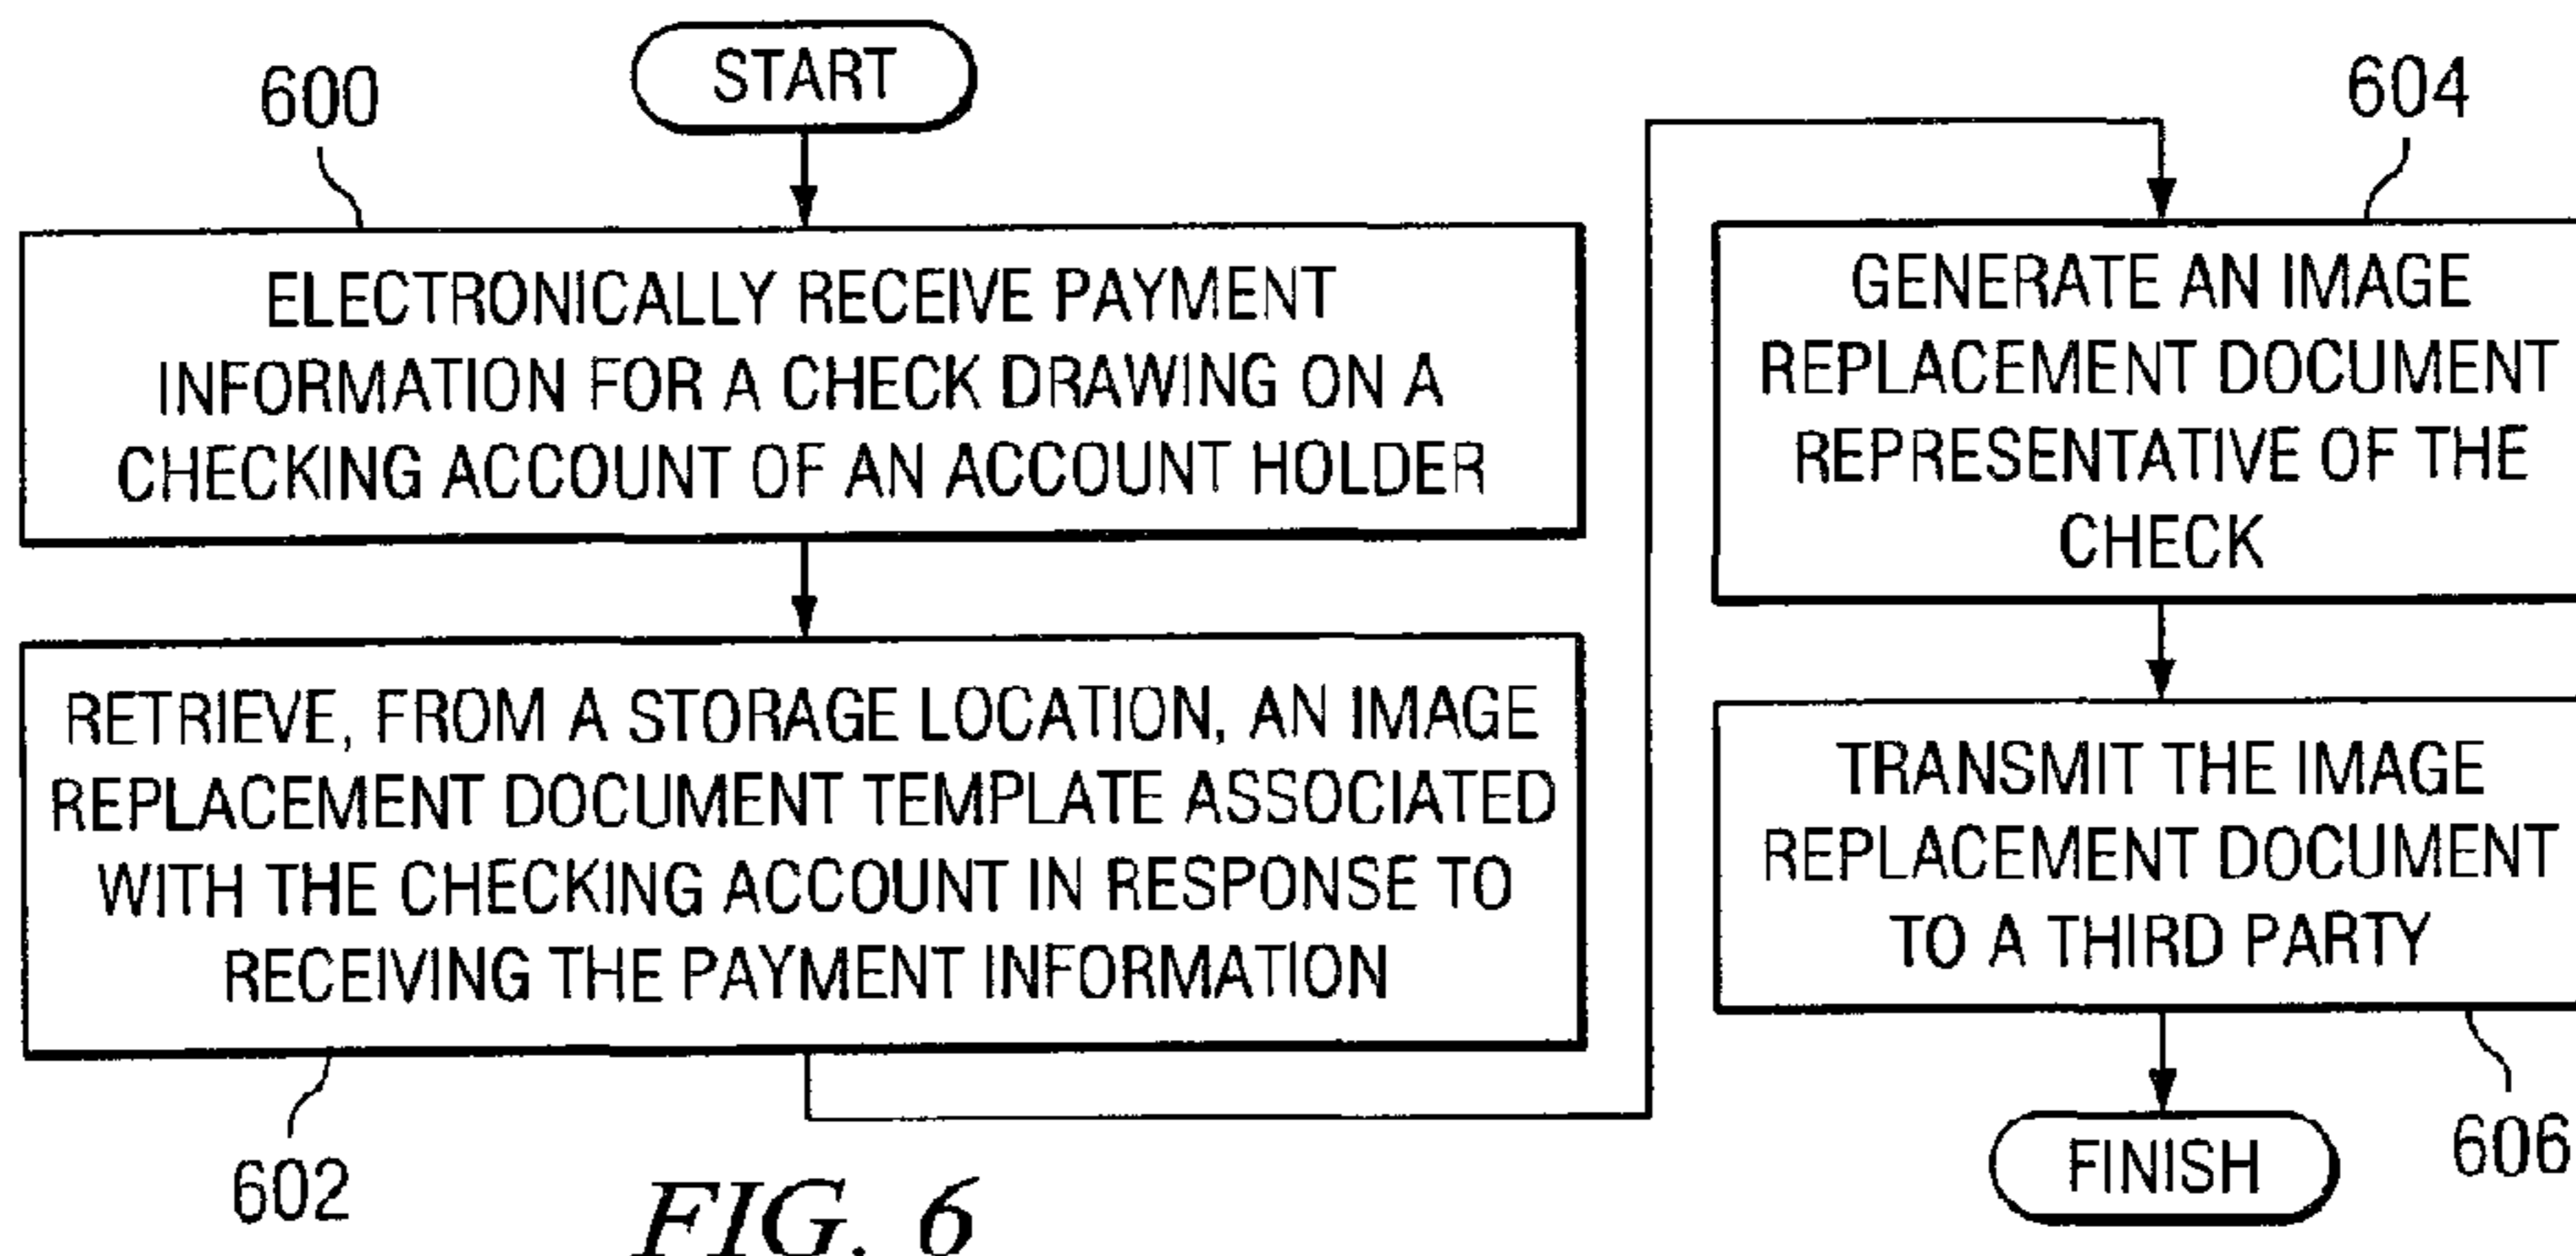 START
600
ELECTRONICALLY RECEIVE PAYMENT
INFORMATION FOR A CHECK DRAWING ON A
CHECKING ACCOUNT OF AN ACCOUNT HOLDER
RETRIEVE, FROM A STORAGE LOCATION, AN IMAGE
REPLACEMENT DOCUMENT TEMPLATE ASSOCIATED
WITH THE CHECKING ACCOUNT IN RESPONSE TO
RECEIVING THE PAYMENT INFORMATION
602
604
GENERATE AN IMAGE
REPLACEMENT DOCUMENT
REPRESENTATIVE OF THE
CHECK
TRANSMIT THE IMAGE
REPLACEMENT DOCUMENT
TO A THIRD PARTY
606
FINISH
FIG. 6